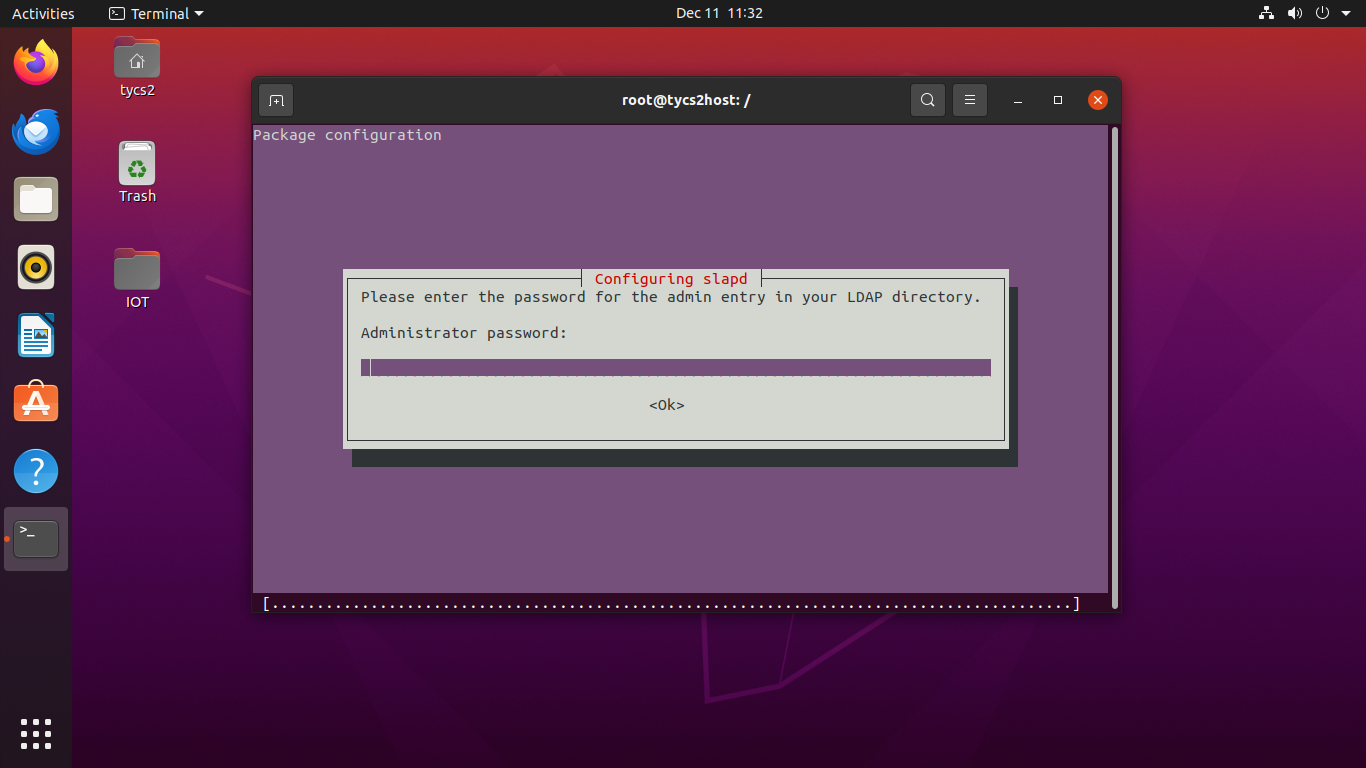 Activities
Terminal
Dec 11 11:32
tycs2
Trash
IOT
root@tycs2host: /
Package configuration
Configuring slapd
Please enter the password for the admin entry in your LDAP directory.
Administrator password:
<Ok>
[.........................................................................................]